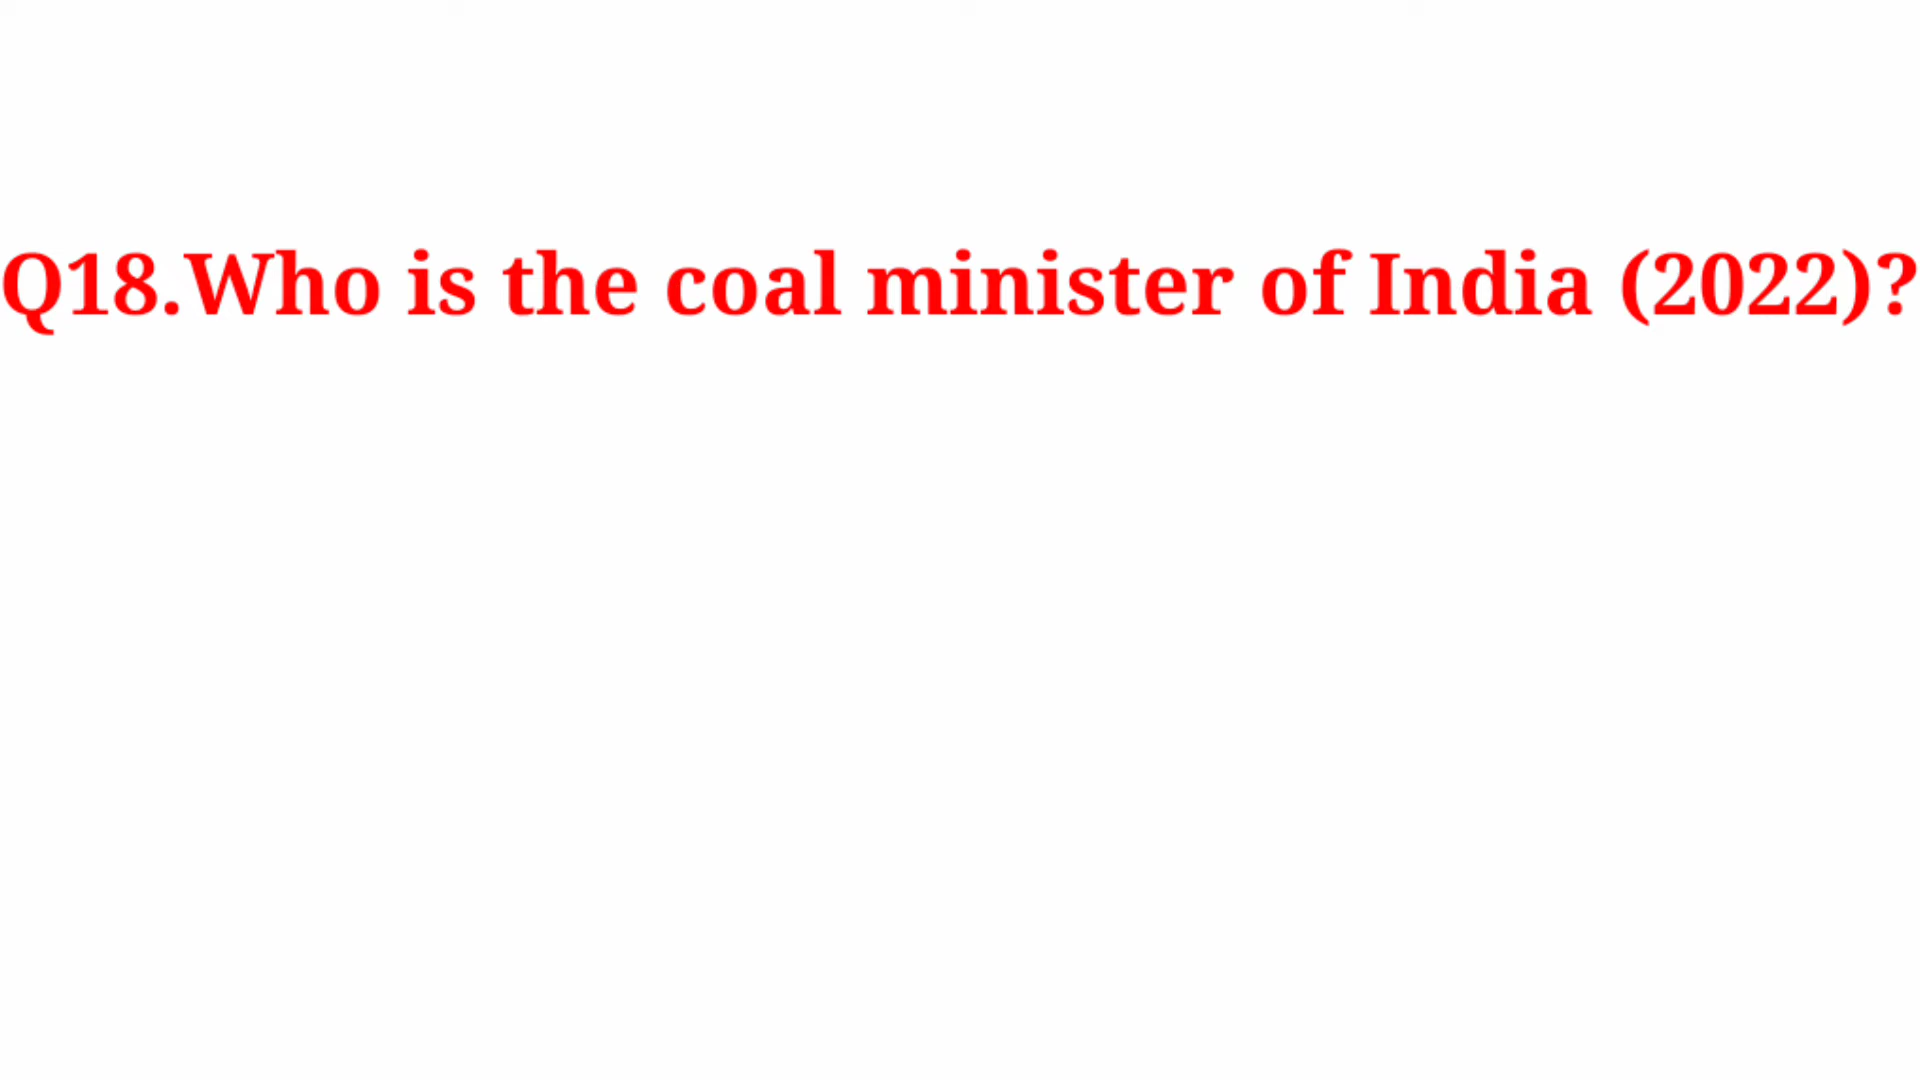 Q18.Who is the coal minister of India (2022)?